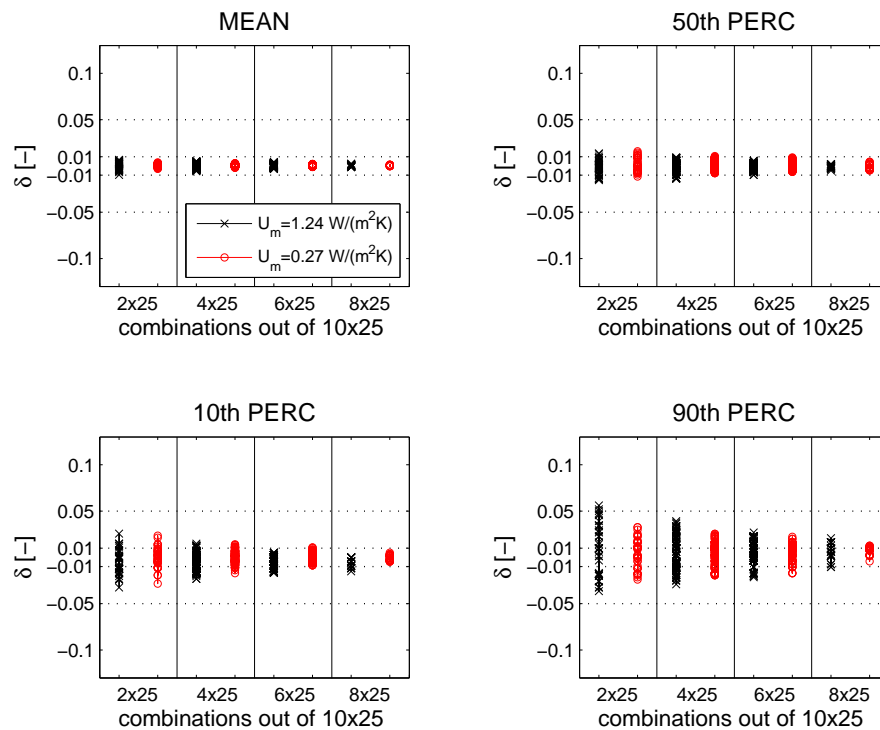 MEAN
0.1
0.05
0.01
−0.01
−0.05
−0.1
δ [−]
U_m=1.24 W/(m²K)
U_m=0.27 W/(m²K)
2x25 4x25 6x25 8x25
combinations out of 10x25
50th PERC
0.1
0.05
0.01
−0.01
−0.05
−0.1
δ [−]
2x25 4x25 6x25 8x25
combinations out of 10x25
10th PERC
0.1
0.05
0.01
−0.01
−0.05
−0.1
δ [−]
2x25 4x25 6x25 8x25
combinations out of 10x25
90th PERC
0.1
0.05
0.01
−0.01
−0.05
−0.1
δ [−]
2x25 4x25 6x25 8x25
combinations out of 10x25